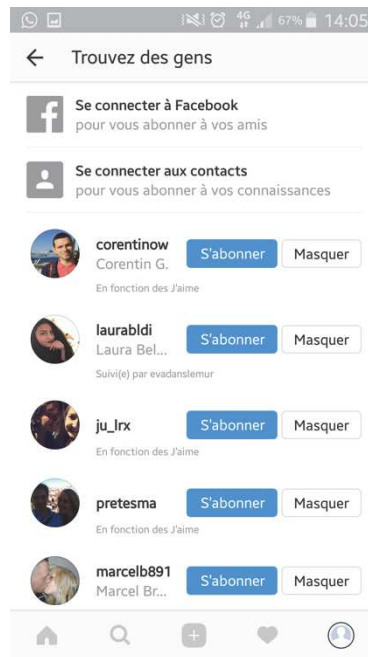 4G 67% 14:05
Trouvez des gens
Se connecter à Facebook
pour vous abonner à vos amis
Se connecter aux contacts
pour vous abonner à vos connaissances
corentinow
Corentin G.
S'abonner Masquer
En fonction des J'aime
laurabldi
Laura Bel...
S'abonner Masquer
Suivi(e) par evadanslemur
ju_lrx
S'abonner Masquer
En fonction des J'aime
pretesma
S'abonner Masquer
En fonction des J'aime
marcelb891
Marcel Br...
S'abonner Masquer